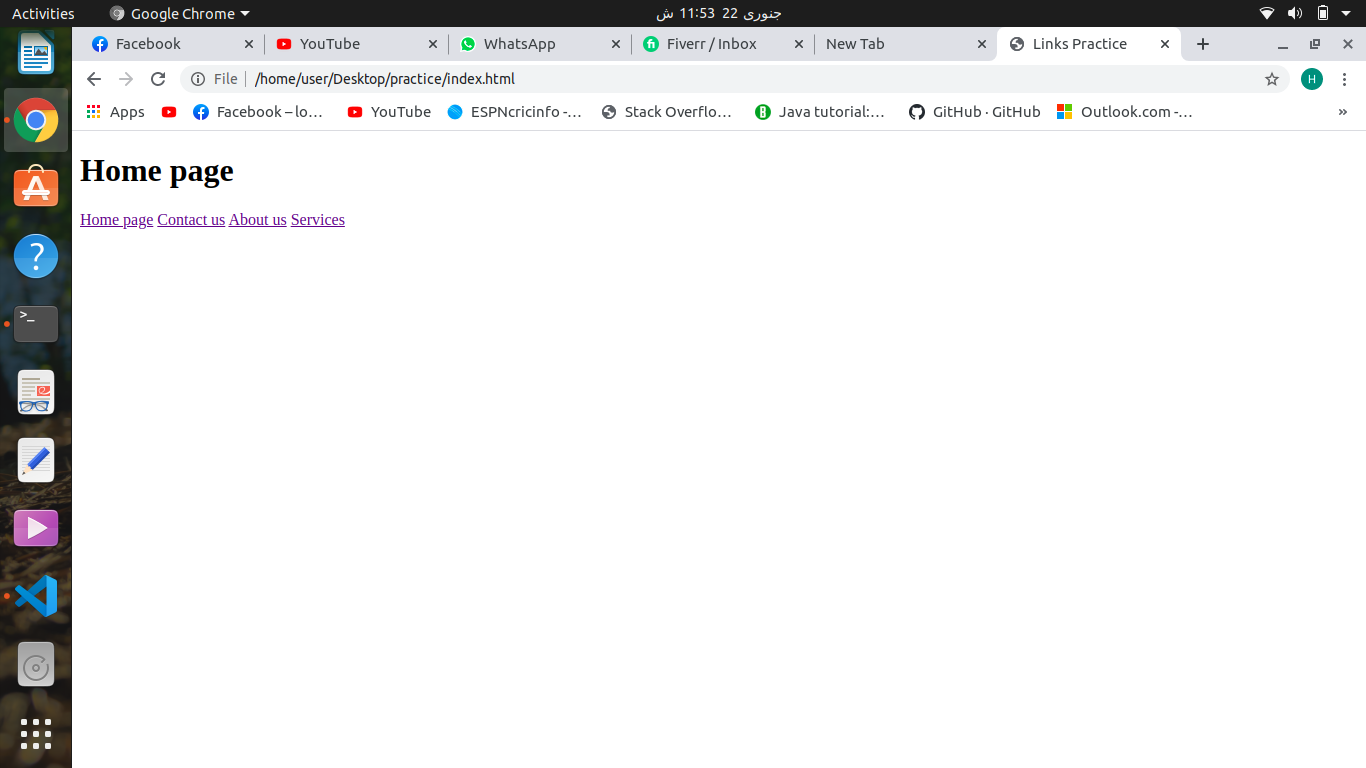 Activities Google Chrome جنوری 22 11:53 ش
Facebook YouTube WhatsApp Fiverr / Inbox New Tab Links Practice
File /home/user/Desktop/practice/index.html H
Apps Facebook – lo… YouTube ESPNcricinfo -… Stack Overflo… Java tutorial:… GitHub · GitHub Outlook.com -… »
Home page
Home page Contact us About us Services